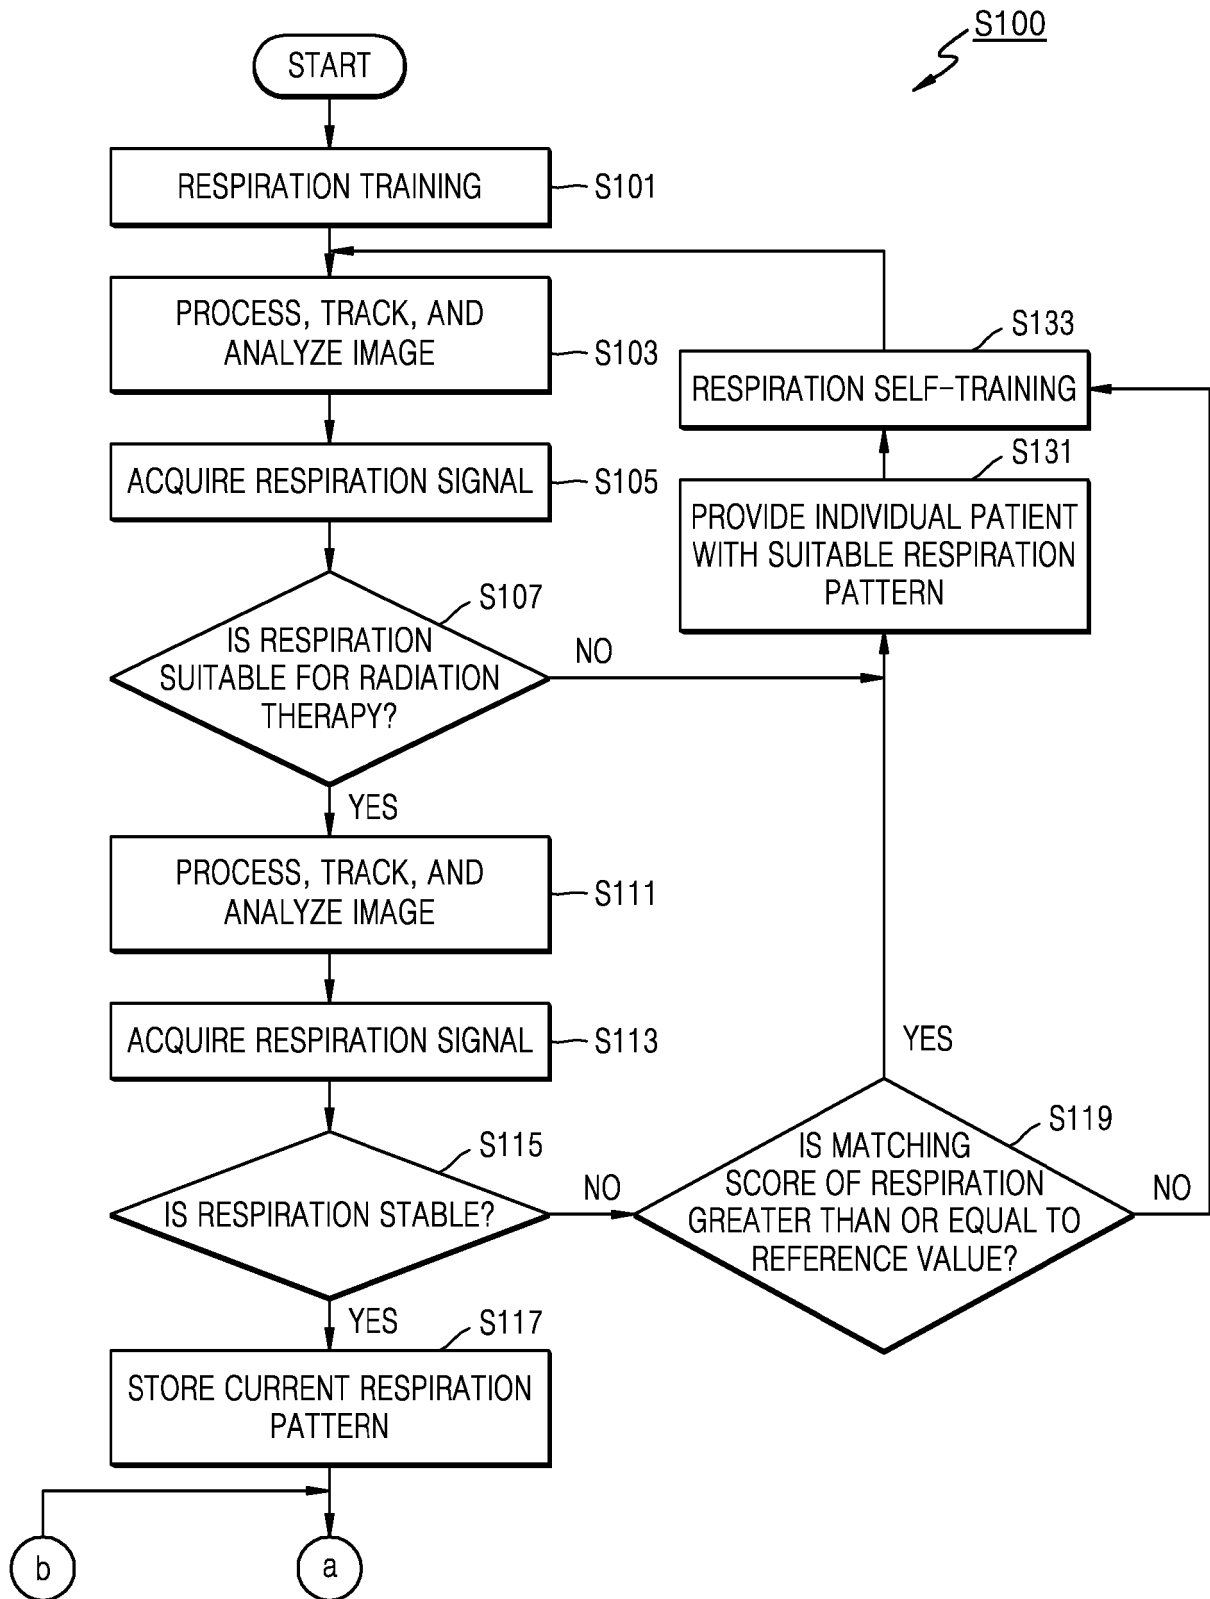 S100
START
RESPIRATION TRAINING
S101
PROCESS, TRACK, AND
ANALYZE IMAGE
S103
S133
RESPIRATION SELF-TRAINING
ACQUIRE RESPIRATION SIGNAL
S105
S131
PROVIDE INDIVIDUAL PATIENT
WITH SUITABLE RESPIRATION
PATTERN
S107
IS RESPIRATION
SUITABLE FOR RADIATION
THERAPY?
NO
YES
PROCESS, TRACK, AND
ANALYZE IMAGE
S111
ACQUIRE RESPIRATION SIGNAL
S113
YES
S115
IS RESPIRATION STABLE?
NO
S119
IS MATCHING
SCORE OF RESPIRATION
GREATER THAN OR EQUAL TO
REFERENCE VALUE?
NO
YES
S117
STORE CURRENT RESPIRATION
PATTERN
b
a